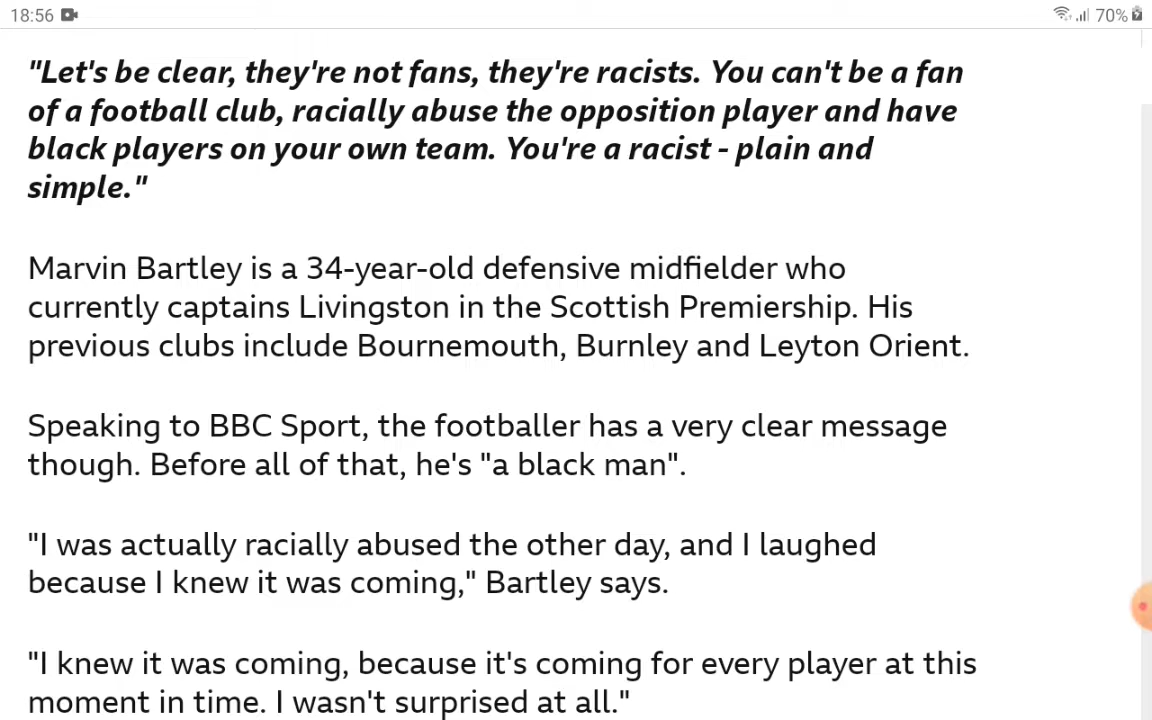 18:56
70%
"Let's be clear, they're not fans, they're racists. You can't be a fan
of a football club, racially abuse the opposition player and have
black players on your own team. You're a racist - plain and
simple."
Marvin Bartley is a 34-year-old defensive midfielder who
currently captains Livingston in the Scottish Premiership. His
previous clubs include Bournemouth, Burnley and Leyton Orient.
Speaking to BBC Sport, the footballer has a very clear message
though. Before all of that, he's "a black man".
"I was actually racially abused the other day, and I laughed
because I knew it was coming," Bartley says.
"I knew it was coming, because it's coming for every player at this
moment in time. I wasn't surprised at all."